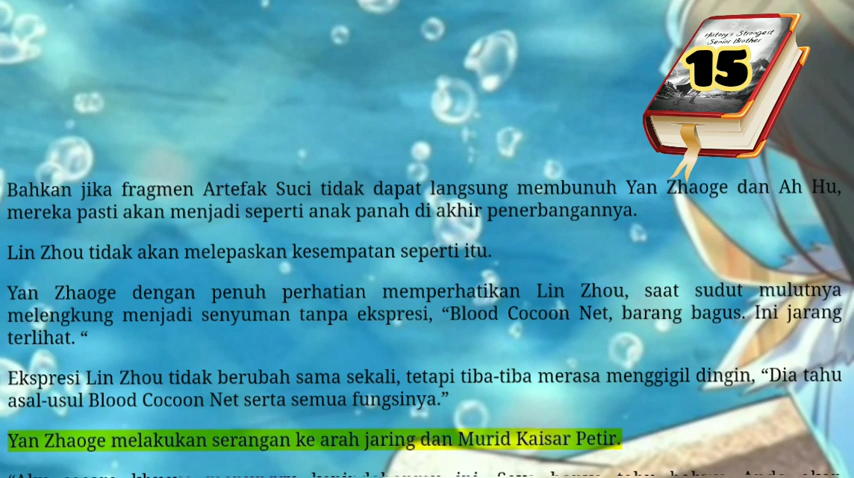 History's Strongest
Senior Brother
15
Bahkan jika fragmen Artefak Suci tidak dapat langsung membunuh Yan Zhaoge dan Ah Hu,
mereka pasti akan menjadi seperti anak panah di akhir penerbangannya.
Lin Zhou tidak akan melepaskan kesempatan seperti itu.
Yan Zhaoge dengan penuh perhatian memperhatikan Lin Zhou, saat sudut mulutnya
melengkung menjadi senyuman tanpa ekspresi, “Blood Cocoon Net, barang bagus. Ini jarang
terlihat. “
Ekspresi Lin Zhou tidak berubah sama sekali, tetapi tiba-tiba merasa menggigil dingin, “Dia tahu
asal-usul Blood Cocoon Net serta semua fungsinya.”
Yan Zhaoge melakukan serangan ke arah jaring dan Murid Kaisar Petir.